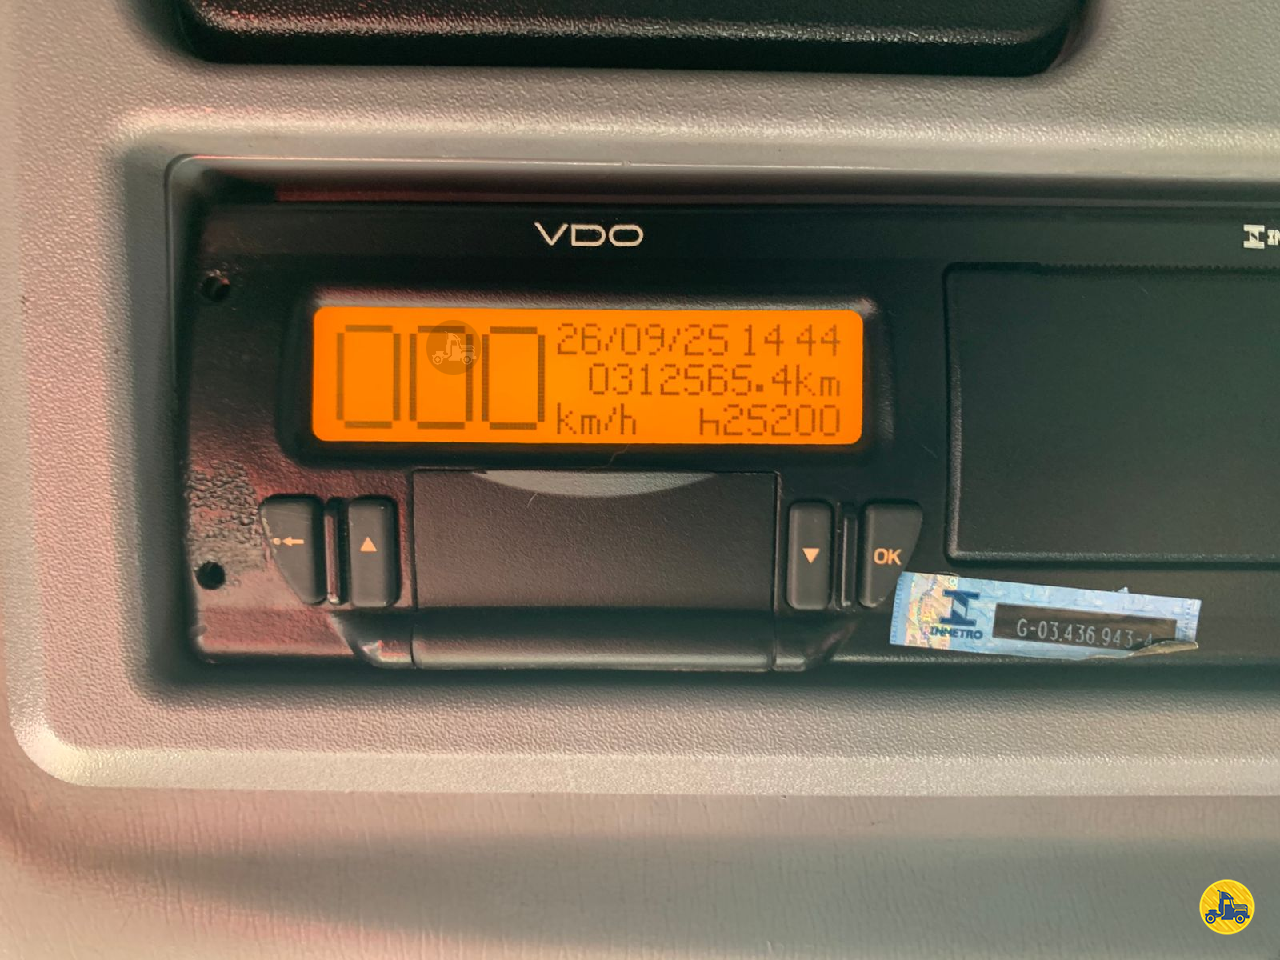 VDO
000 26/09/25 14 44
0312565.4Km
km/h h25200
OK
INMETRO
G-03.436.943-